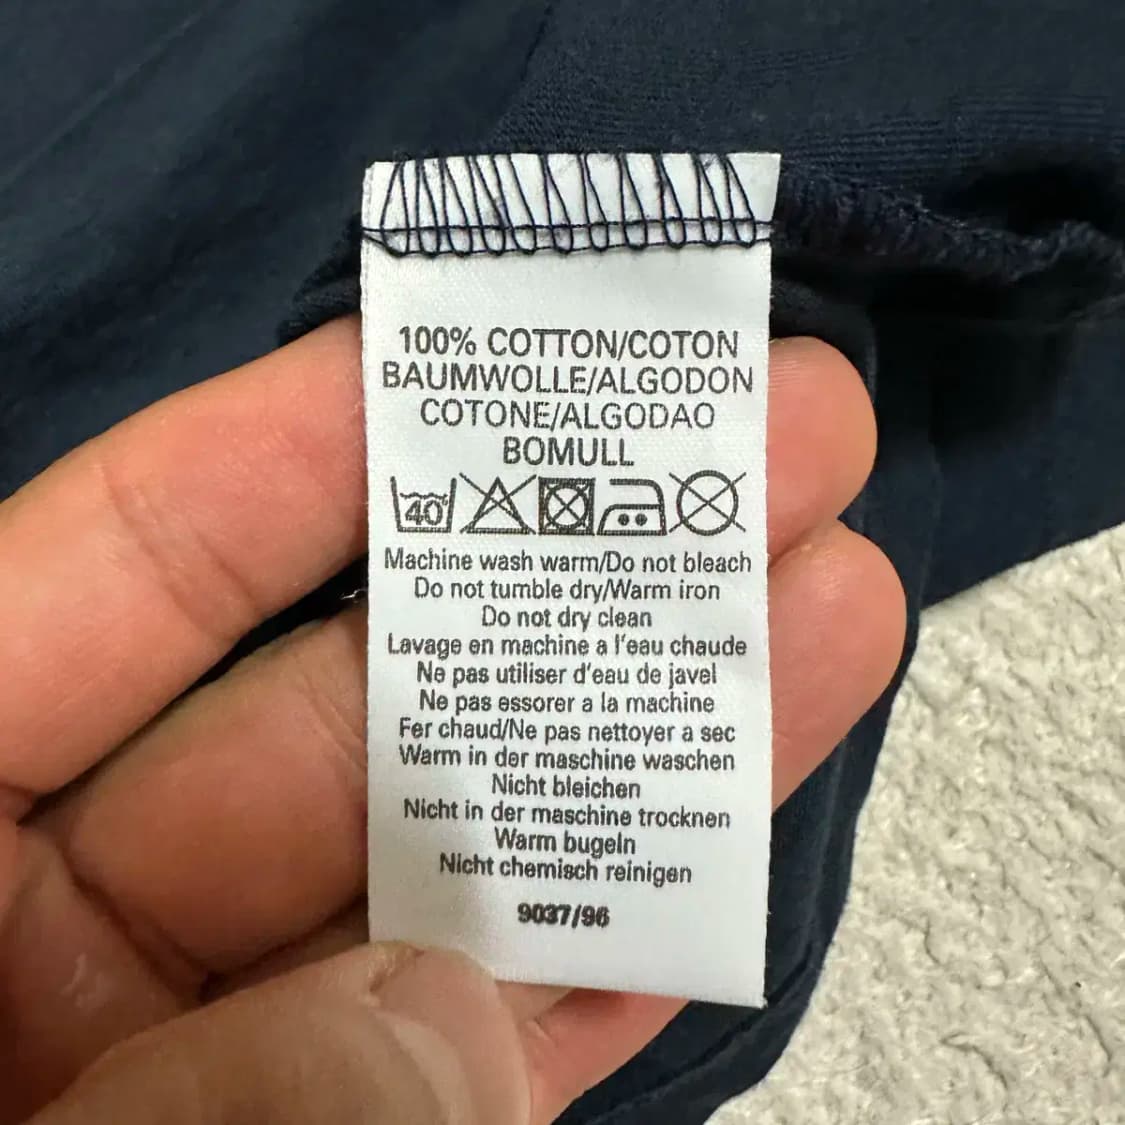 100% COTTON/COTON
BAUMWOLLE/ALGODON
COTONE/ALGODAO
BOMULL
40°
Machine wash warm/Do not bleach
Do not tumble dry/Warm iron
Do not dry clean
Lavage en machine a l'eau chaude
Ne pas utiliser d'eau de javel
Ne pas essorer a la machine
Fer chaud/Ne pas nettoyer a sec
Warm in der maschine waschen
Nicht bleichen
Nicht in der maschine trocknen
Warm bugeln
Nicht chemisch reinigen
9037/96